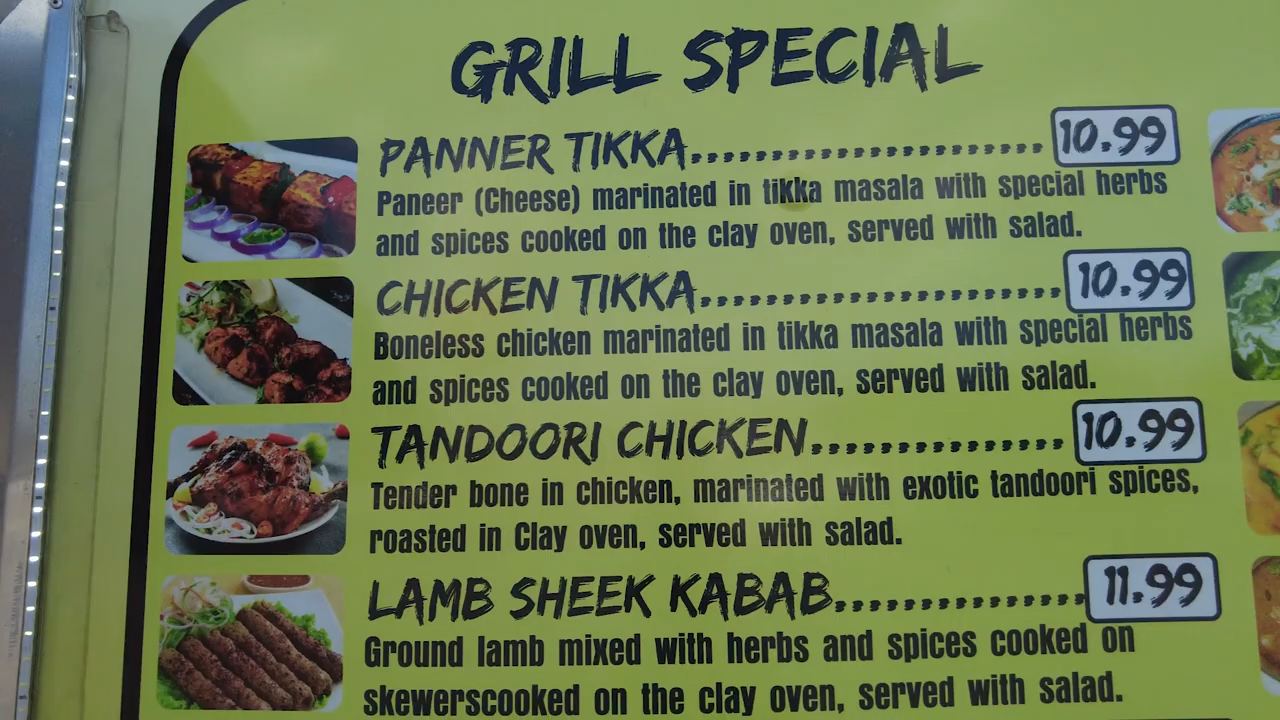 GRILL SPECIAL
PANNER TIKKA........................................ 10.99
Paneer (Cheese) marinated in tikka masala with special herbs
and spices cooked on the clay oven, served with salad.
CHICKEN TIKKA........................................ 10.99
Boneless chicken marinated in tikka masala with special herbs
and spices cooked on the clay oven, served with salad.
TANDOORI CHICKEN............................. 10.99
Tender bone in chicken, marinated with exotic tandoori spices,
roasted in Clay oven, served with salad.
LAMB SHEEK KABAB............................ 11.99
Ground lamb mixed with herbs and spices cooked on
skewerscooked on the clay oven, served with salad.